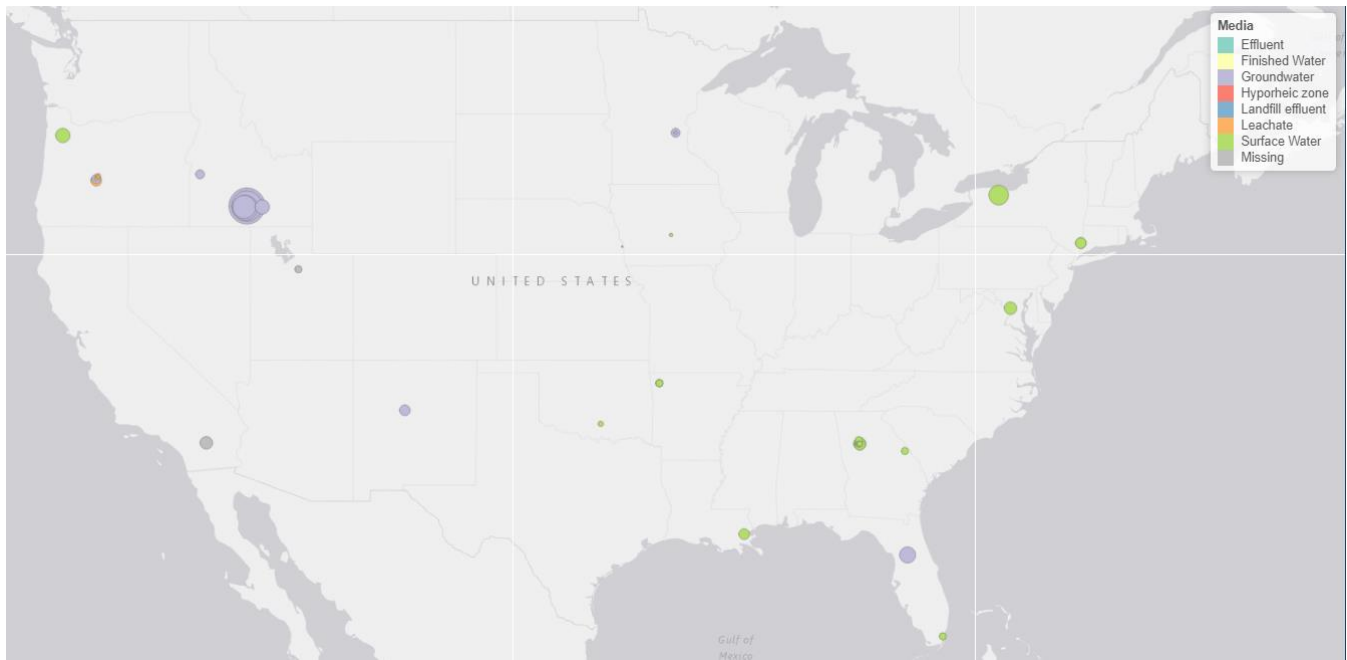 Media
Effluent
Finished Water
Groundwater
Hyporheic zone
Landfill effluent
Leachate
Surface Water
Missing
UNITED STATES
Gulf of
Mexico